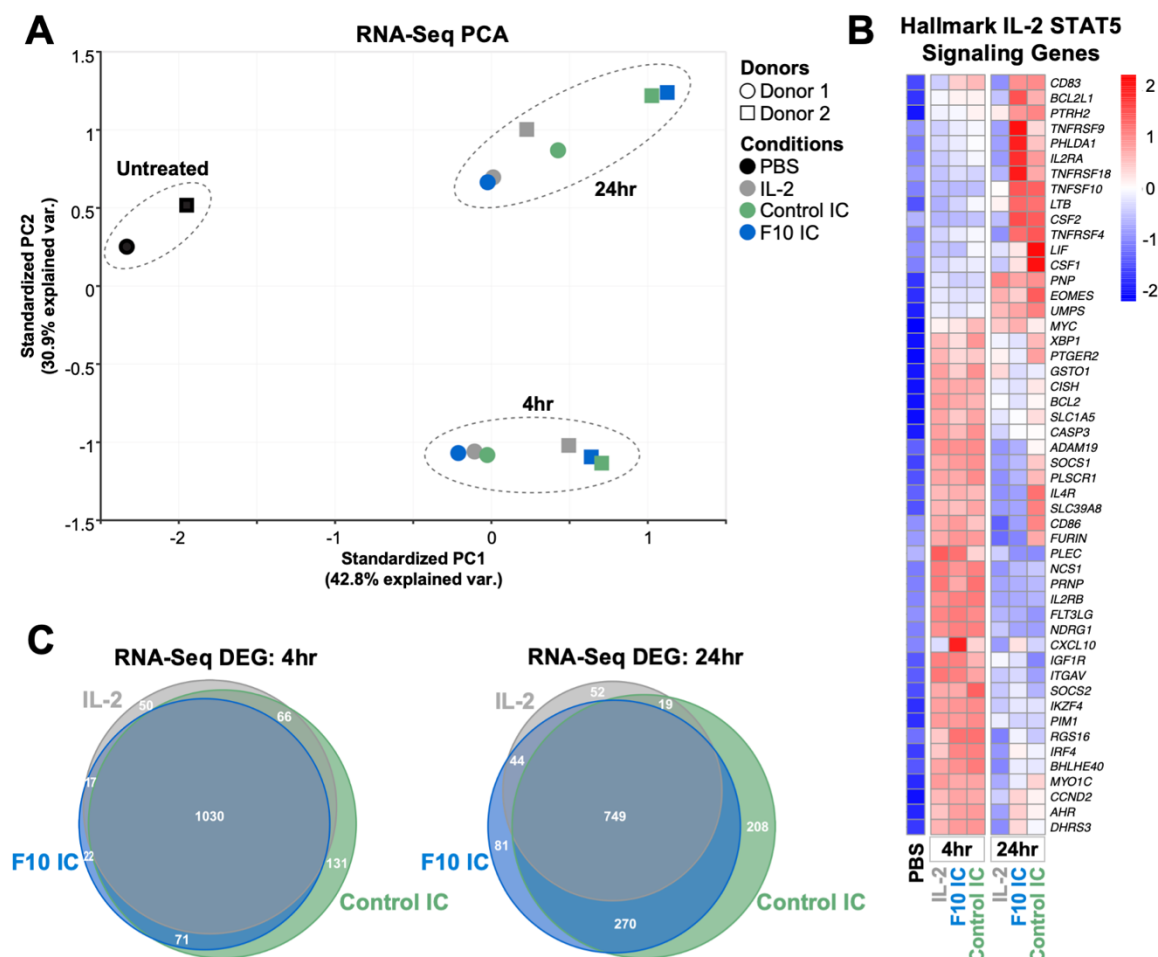 A
RNA-Seq PCA
1.5
1
0.5
0
-0.5
-1
-1.5
-2
-1
0
1
Standardized PC2
(30.9% explained var.)
Standardized PC1
(42.8% explained var.)
Untreated
24hr
4hr
Donors
Donor 1
Donor 2
Conditions
PBS
IL-2
Control IC
F10 IC
B
Hallmark IL-2 STAT5
Signaling Genes
CD83
BCL2L1
PTRH2
TNFRSF9
PHLDA1
IL2RA
TNFRSF18
TNFSF10
LTB
CSF2
TNFRSF4
LIF
CSF1
PNP
EOMES
UMPS
MYC
XBP1
PTGER2
GSTO1
CISH
BCL2
SLC1A5
CASP3
ADAM19
SOCS1
PLSCR1
IL4R
SLC39A8
CD86
FURIN
PLEC
NCS1
PRNP
IL2RB
FLT3LG
NDRG1
CXCL10
IGF1R
ITGAV
SOCS2
IKZF4
PIM1
RGS16
IRF4
BHLHE40
MYO1C
CCND2
AHR
DHRS3
2
1
0
-1
-2
PBS
4hr
24hr
IL-2
F10 IC
Control IC
IL-2
F10 IC
Control IC
C
RNA-Seq DEG: 4hr
IL-2
50
66
17
1030
F10 IC
22
131
Control IC
71
RNA-Seq DEG: 24hr
IL-2
52
19
44
749
208
F10 IC
81
Control IC
270